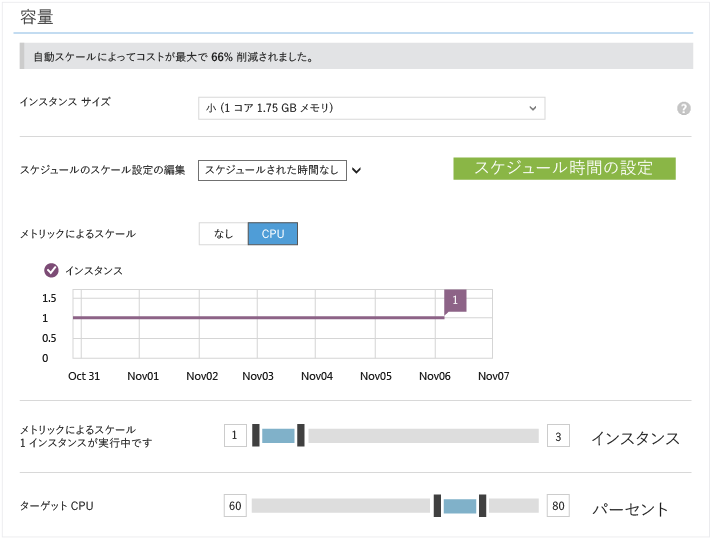 容量
自動スケールによってコストが最大で 66% 削減されました。
インスタンス サイズ
小 (1 コア 1.75 GB メモリ)
?
スケジュールのスケール設定の編集
スケジュールされた時間なし
スケジュール時間の設定
メトリックによるスケール
なし
CPU
インスタンス
1.5
1
0.5
0
1
Oct 31 Nov01 Nov02 Nov03 Nov04 Nov05 Nov06 Nov07
メトリックによるスケール
1 インスタンスが実行中です
1
3
インスタンス
ターゲット CPU
60
80
パーセント